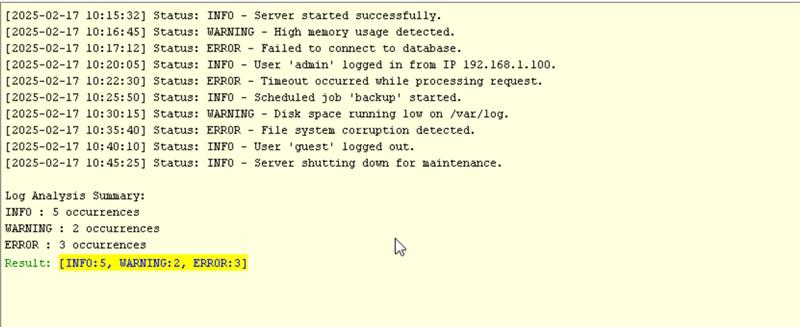 [2025-02-17 10:15:32] Status: INFO - Server started successfully.
[2025-02-17 10:16:45] Status: WARNING - High memory usage detected.
[2025-02-17 10:17:12] Status: ERROR - Failed to connect to database.
[2025-02-17 10:20:05] Status: INFO - User 'admin' logged in from IP 192.168.1.100.
[2025-02-17 10:22:30] Status: ERROR - Timeout occurred while processing request.
[2025-02-17 10:25:50] Status: INFO - Scheduled job 'backup' started.
[2025-02-17 10:30:15] Status: WARNING - Disk space running low on /var/log.
[2025-02-17 10:35:40] Status: ERROR - File system corruption detected.
[2025-02-17 10:40:10] Status: INFO - User 'guest' logged out.
[2025-02-17 10:45:25] Status: INFO - Server shutting down for maintenance.
Log Analysis Summary:
INFO : 5 occurrences
WARNING : 2 occurrences
ERROR : 3 occurrences
Result: [INFO:5, WARNING:2, ERROR:3]